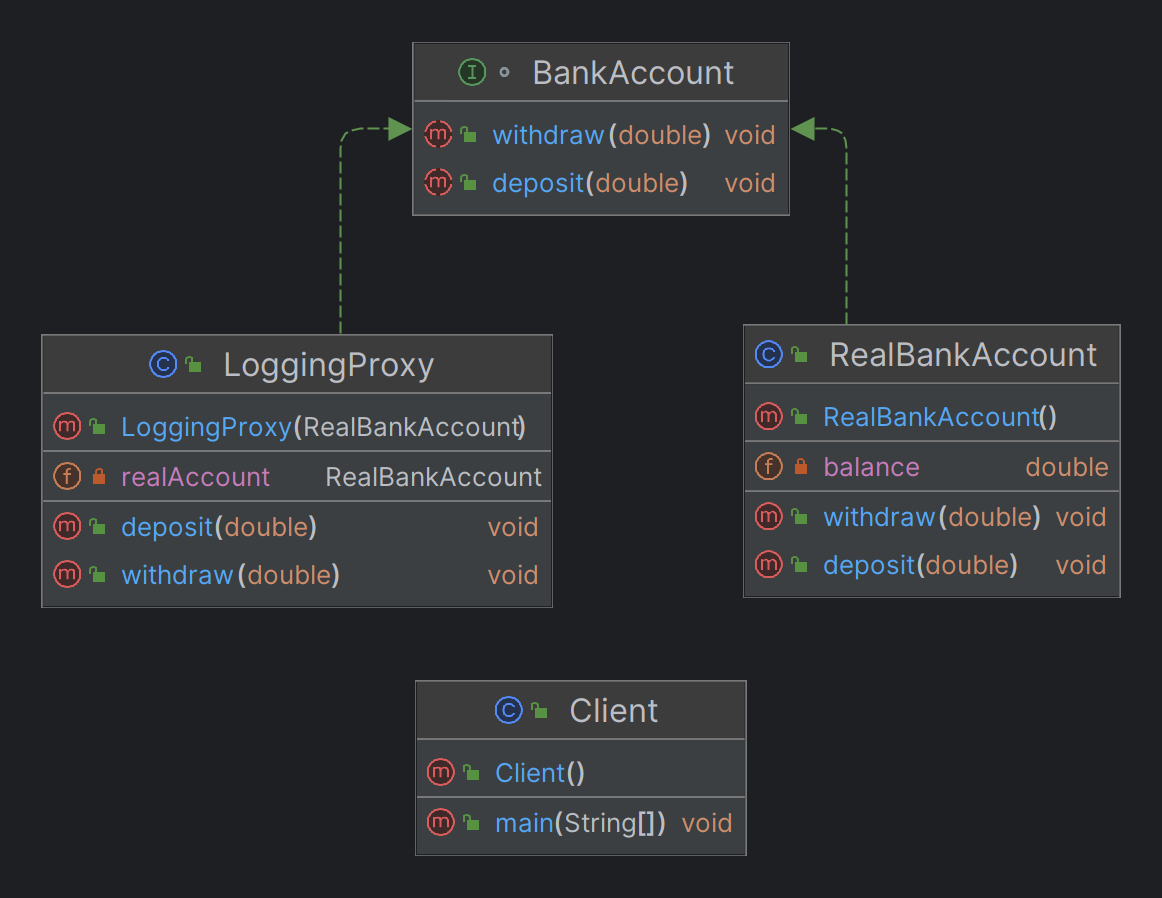 BankAccount
withdraw(double) void
deposit(double) void
LoggingProxy
LoggingProxy(RealBankAccount)
realAccount RealBankAccount
deposit(double) void
withdraw(double) void
RealBankAccount
RealBankAccount()
balance double
withdraw(double) void
deposit(double) void
Client
Client()
main(String[]) void